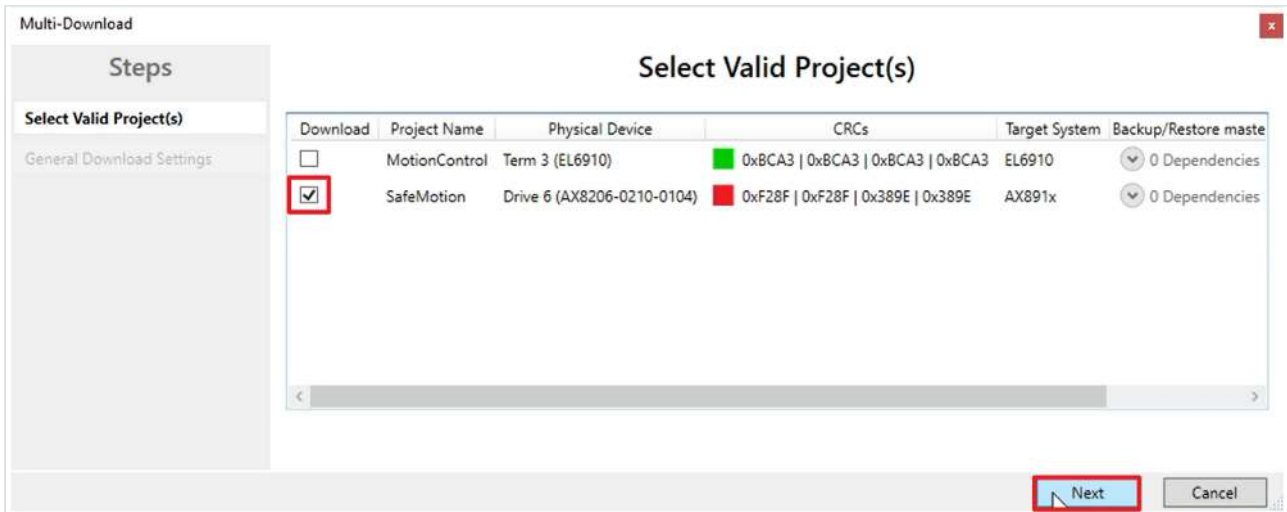 Multi-Download
x
Steps
Select Valid Project(s)
Select Valid Project(s)
General Download Settings
Download Project Name Physical Device CRCs Target System Backup/Restore maste
MotionControl Term 3 (EL6910) 0xBCA3 | 0xBCA3 | 0xBCA3 | 0xBCA3 EL6910 0 Dependencies
SafeMotion Drive 6 (AX8206-0210-0104) 0xF28F | 0xF28F | 0x389E | 0x389E AX891x 0 Dependencies
Next Cancel